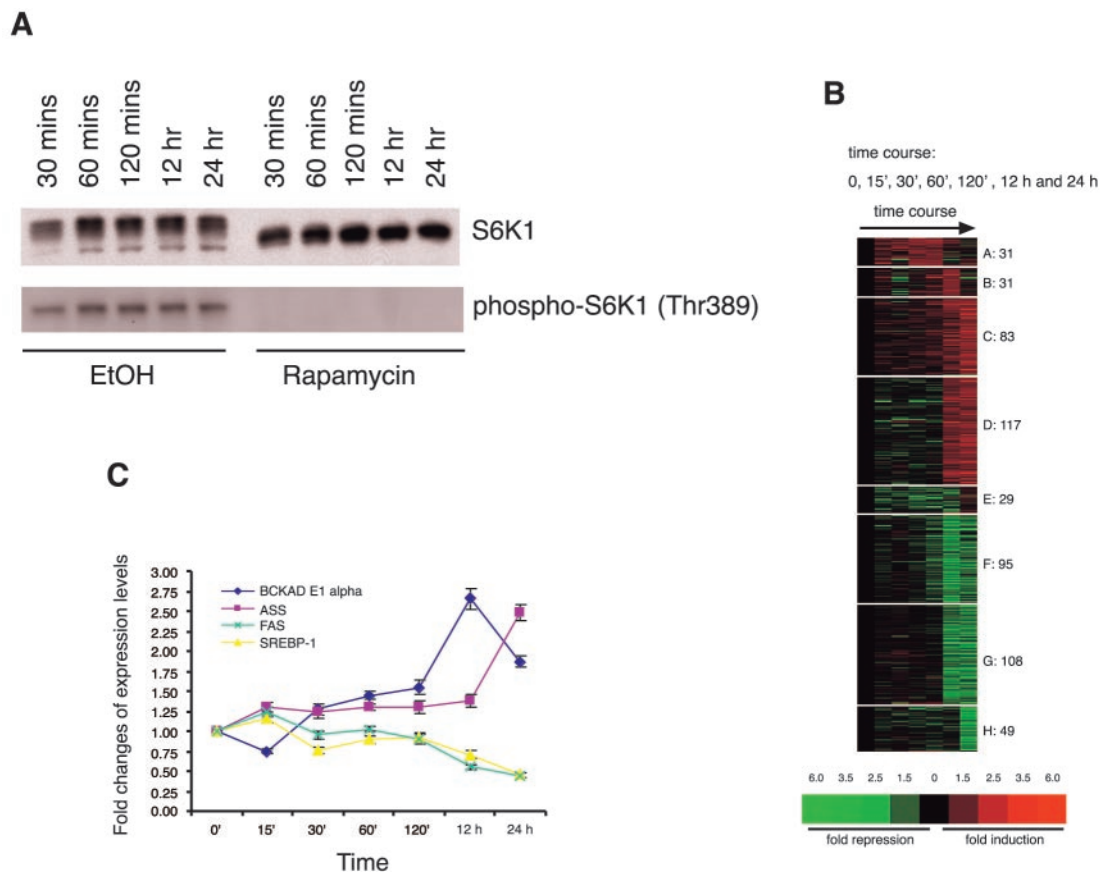 A
30 mins
60 mins
120 mins
12 hr
24 hr
30 mins
60 mins
120 mins
12 hr
24 hr
S6K1
phospho-S6K1 (Thr389)
EtOH
Rapamycin
B
time course:
0, 15', 30', 60', 120' , 12 h and 24 h
time course
A: 31
B: 31
C: 83
D: 117
E: 29
F: 95
G: 108
H: 49
6.0 3.5 2.5 1.5 0 1.5 2.5 3.5 6.0
fold repression
fold induction
C
Fold changes of expression levels
3.00
2.75
2.50
2.25
2.00
1.75
1.50
1.25
1.00
0.75
0.50
0.25
0.00
BCKAD E1 alpha
ASS
FAS
SREBP-1
0' 15' 30' 60' 120' 12 h 24 h
Time